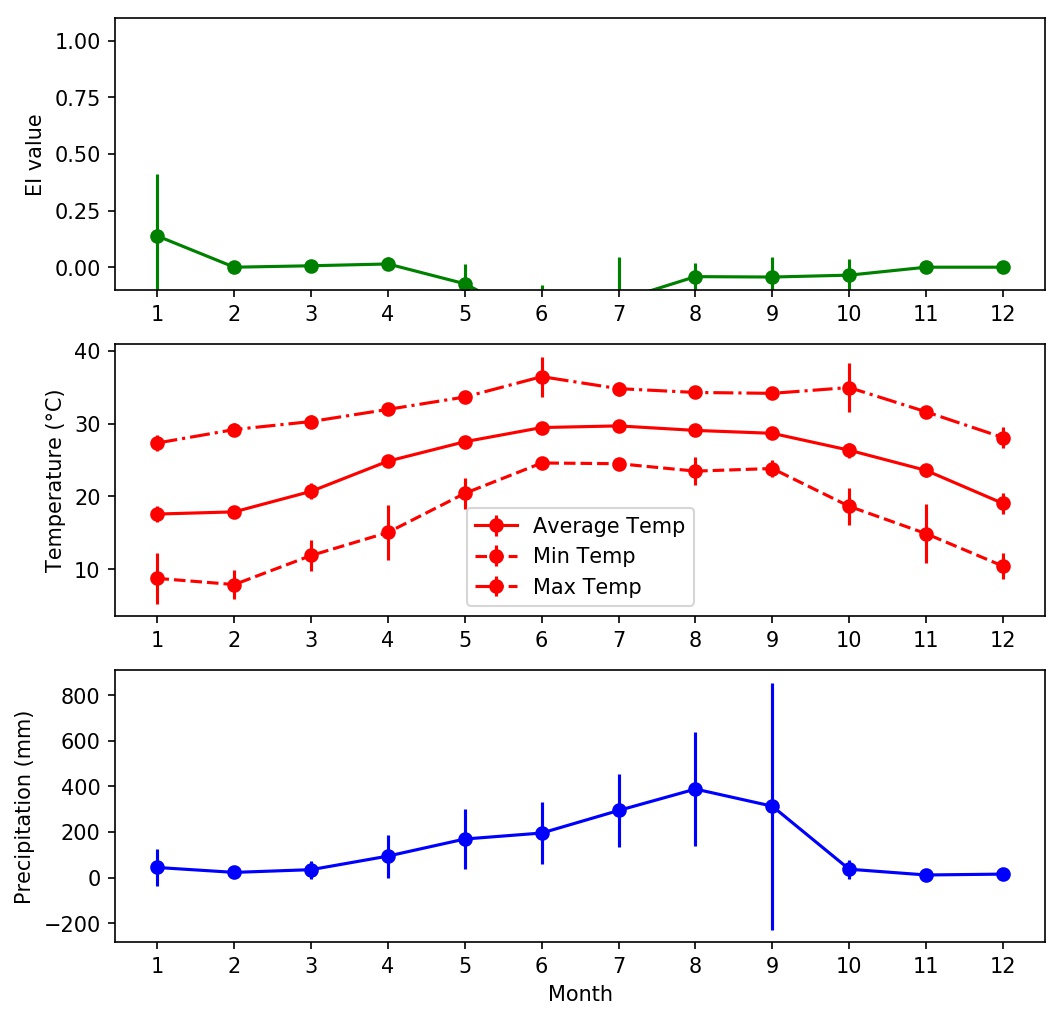 EI value
1.00
0.75
0.50
0.25
0.00
1 2 3 4 5 6 7 8 9 10 11 12
Temperature (°C)
40
30
20
10
Average Temp
Min Temp
Max Temp
1 2 3 4 5 6 7 8 9 10 11 12
Precipitation (mm)
800
600
400
200
0
−200
1 2 3 4 5 6 7 8 9 10 11 12
Month